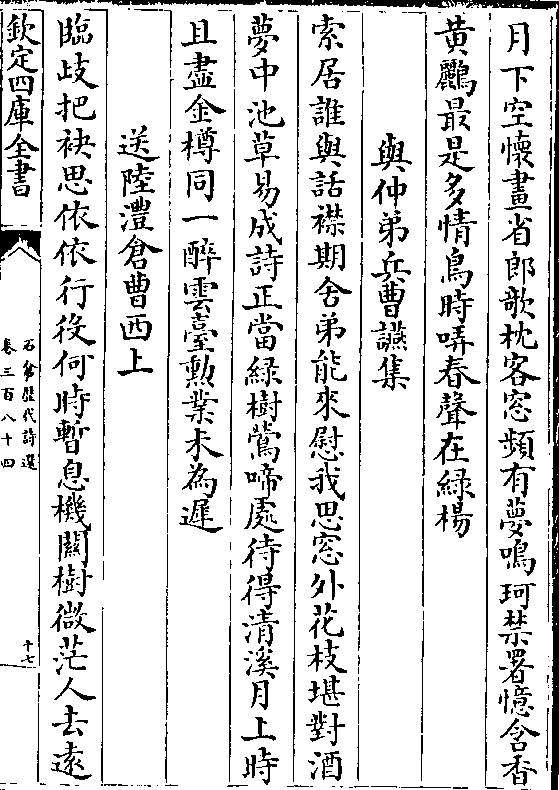 月下空懷畫省郎欹枕客窓頻有夢鳴珂禁署憶含香
黃鸝最是多情鳥時哢春聲在綠楊
與仲弟兵曹讌集
索居誰與話襟期舍弟能來慰我思窓外花枝堪對酒
夢中池草易成詩正當綠樹鶯啼處待得清溪月上時
且盡金樽同一醉雲臺勲業未為遲
送陸澧倉曹西上
臨歧把袂思依依行役何時暫息機關樹微茫人去逺
欽定四庫全書
石倉歷代詩選
卷三百八十四
十七